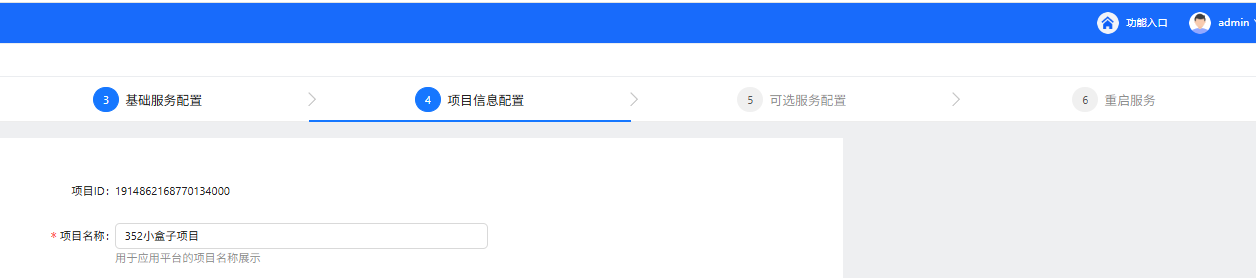 功能入口 admin
3 基础服务配置 4 项目信息配置 5 可选服务配置 6 重启服务
项目ID: 1914862168770134000
* 项目名称: 352小盒子项目
用于应用平台的项目名称展示